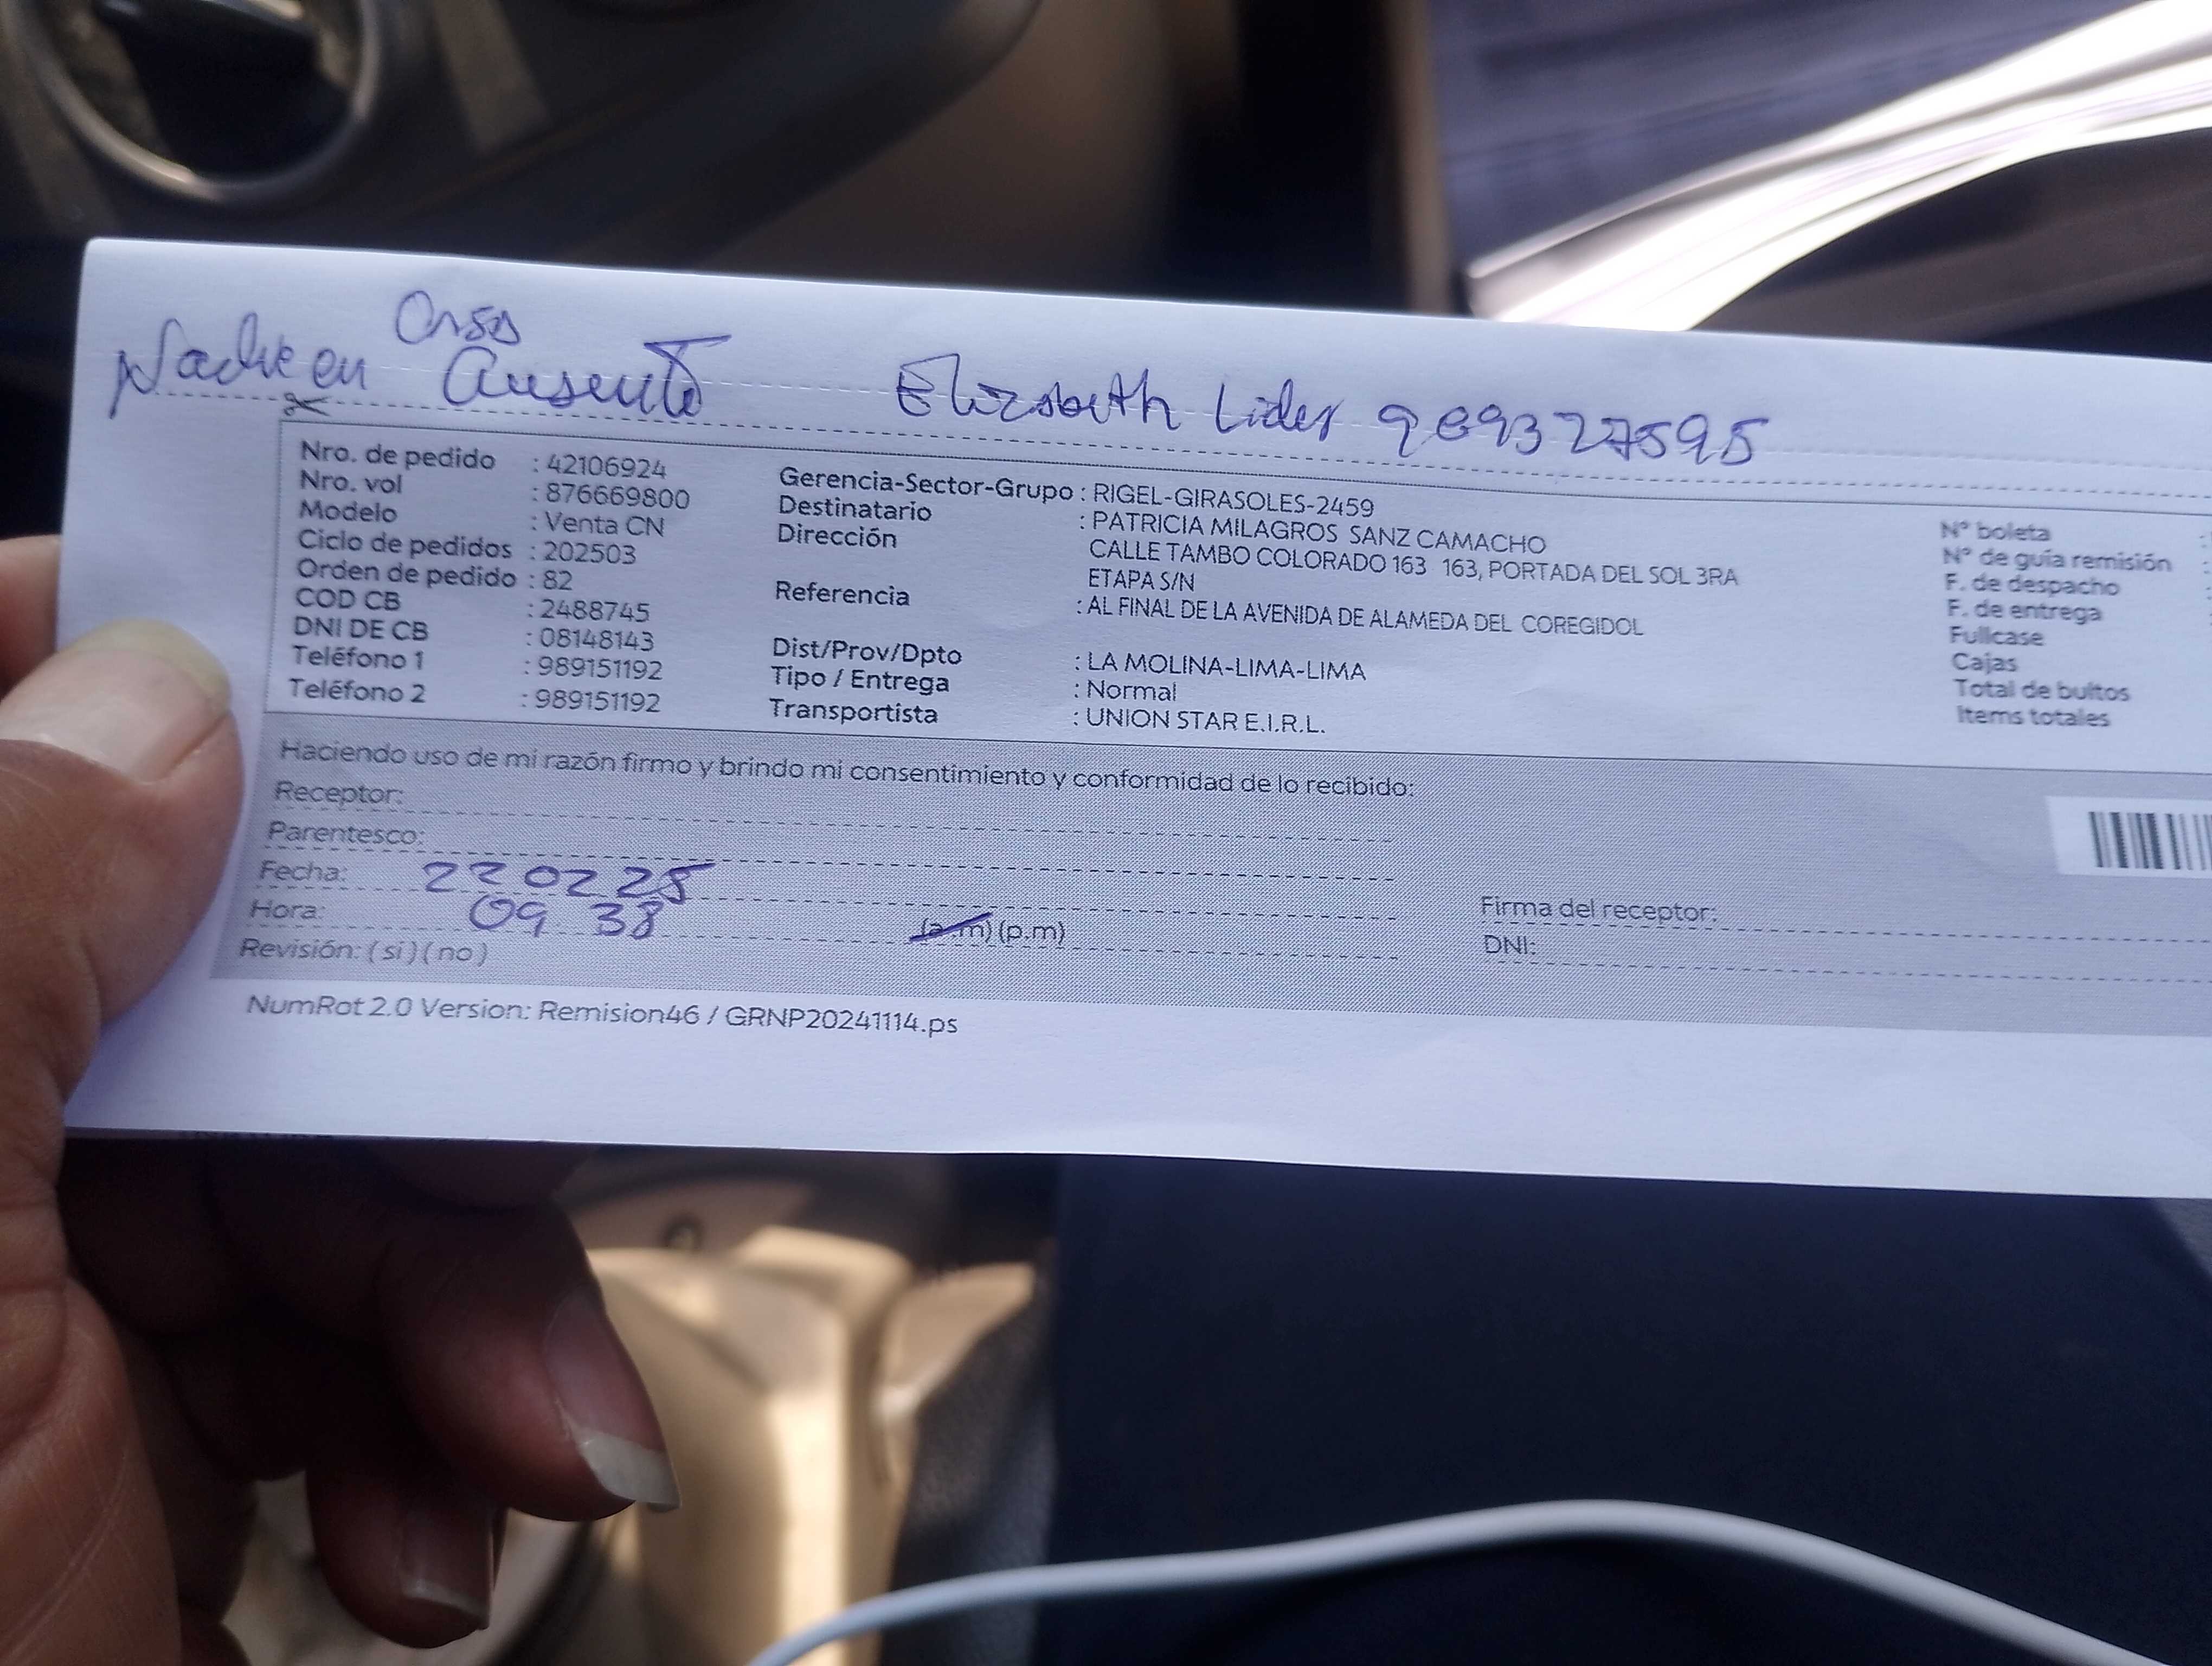 Nadie en Casa
Ausente Elizabeth Lider 989327595
Nro. de pedido : 42106924
Nro. vol : 876669800
Modelo : Venta CN
Ciclo de pedidos : 202503
Orden de pedido : 82
COD CB : 2488745
DNI DE CB : 08148143
Teléfono 1 : 989151192
Teléfono 2 : 989151192
Gerencia-Sector-Grupo : RIGEL-GIRASOLES-2459
Destinatario : PATRICIA MILAGROS SANZ CAMACHO
Dirección CALLE TAMBO COLORADO 163 163, PORTADA DEL SOL 3RA
ETAPA S/N
Referencia : AL FINAL DE LA AVENIDA DE ALAMEDA DEL COREGIDOL
Dist/Prov/Dpto : LA MOLINA-LIMA-LIMA
Tipo / Entrega : Normal
Transportista : UNION STAR E.I.R.L.
Nº boleta :
Nº de guía remisión :
F. de despacho :
F. de entrega
Fullcase
Cajas
Total de bultos
Items totales
Haciendo uso de mi razón firmo y brindo mi consentimiento y conformidad de lo recibido:
Receptor:
Parentesco:
Fecha: 22 02 25
Hora: 09 38 (a.m) (p.m)
Revisión: ( si ) ( no )
Firma del receptor:
DNI:
NumRot 2.0 Version: Remision46 / GRNP20241114.ps